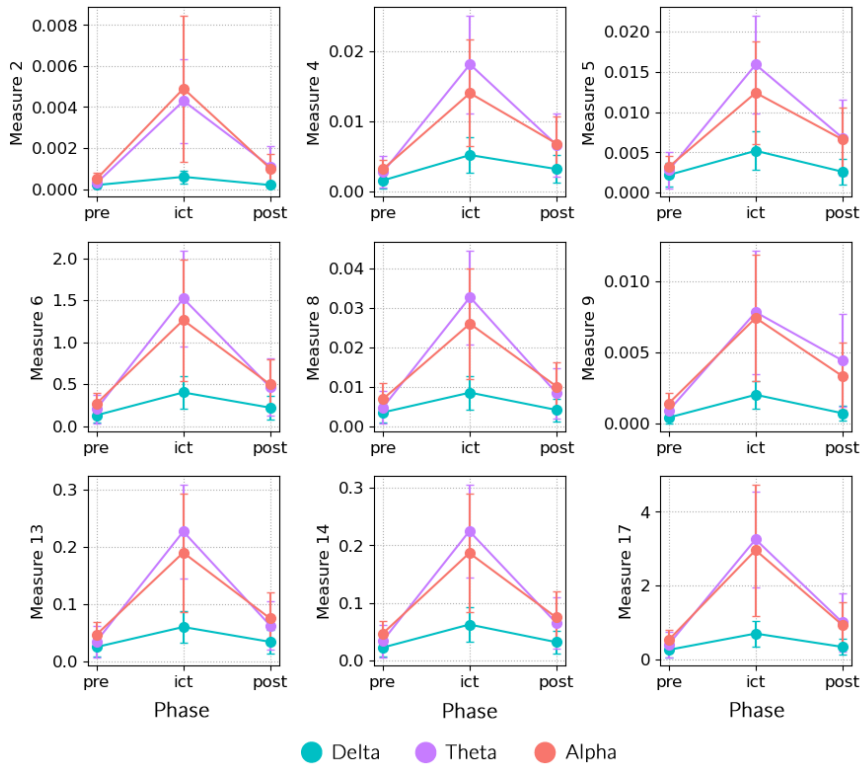 Measure 2
0.008
0.006
0.004
0.002
0.000
pre ict post
Measure 4
0.02
0.01
0.00
pre ict post
Measure 5
0.020
0.015
0.010
0.005
0.000
pre ict post
Measure 6
2.0
1.5
1.0
0.5
0.0
pre ict post
Measure 8
0.04
0.03
0.02
0.01
0.00
pre ict post
Measure 9
0.010
0.005
0.000
pre ict post
Measure 13
0.3
0.2
0.1
0.0
pre ict post
Phase
Measure 14
0.3
0.2
0.1
0.0
pre ict post
Phase
Measure 17
4
2
0
pre ict post
Phase
Delta Theta Alpha